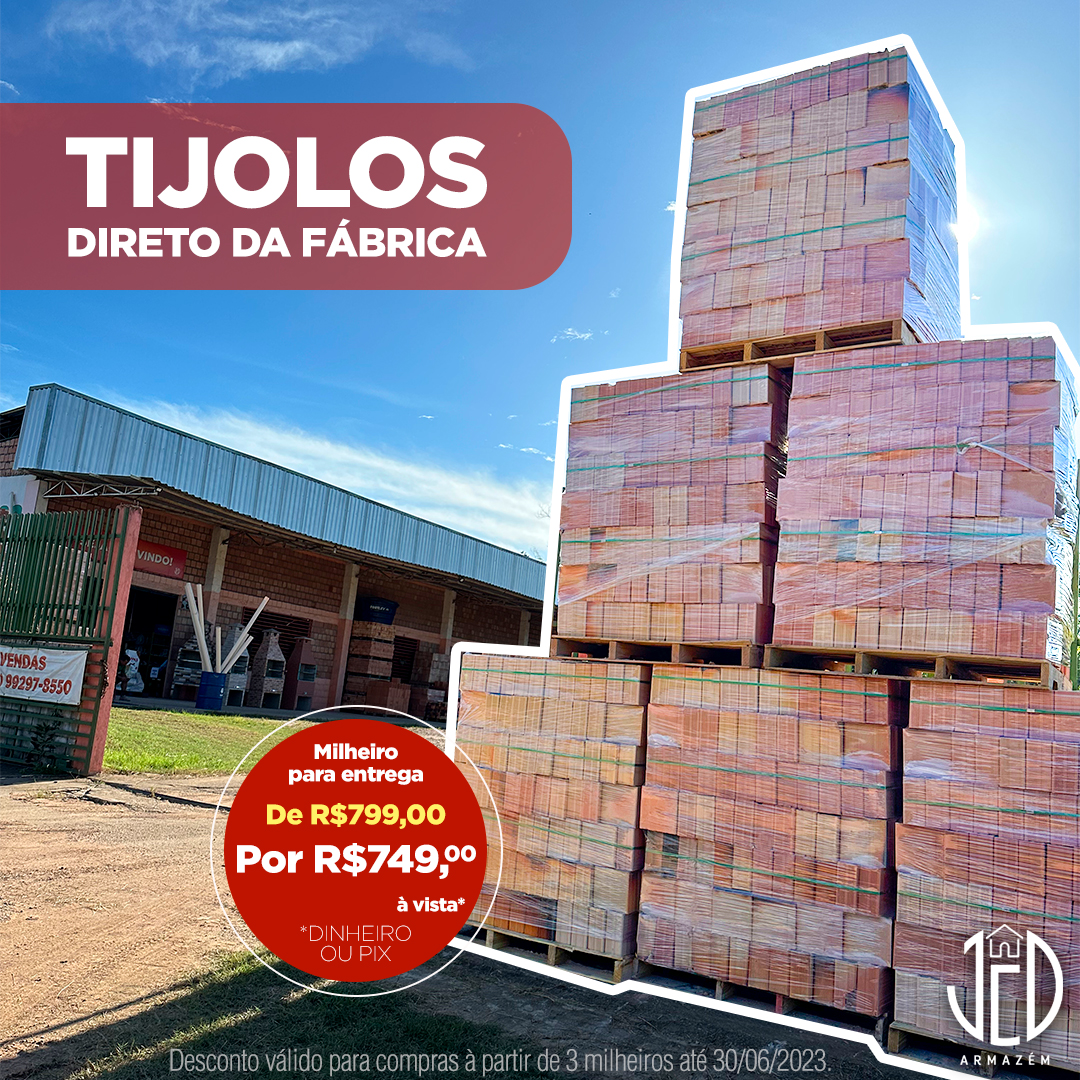 TIJOLOS
DIRETO DA FÁBRICA
VINDO!
VENDAS
99297-8550
Milheiro
para entrega
De R$799,00
Por R$749,00
à vista*
*DINHEIRO
OU PIX
JCD
ARMAZÉM
Desconto válido para compras à partir de 3 milheiros até 30/06/2023.